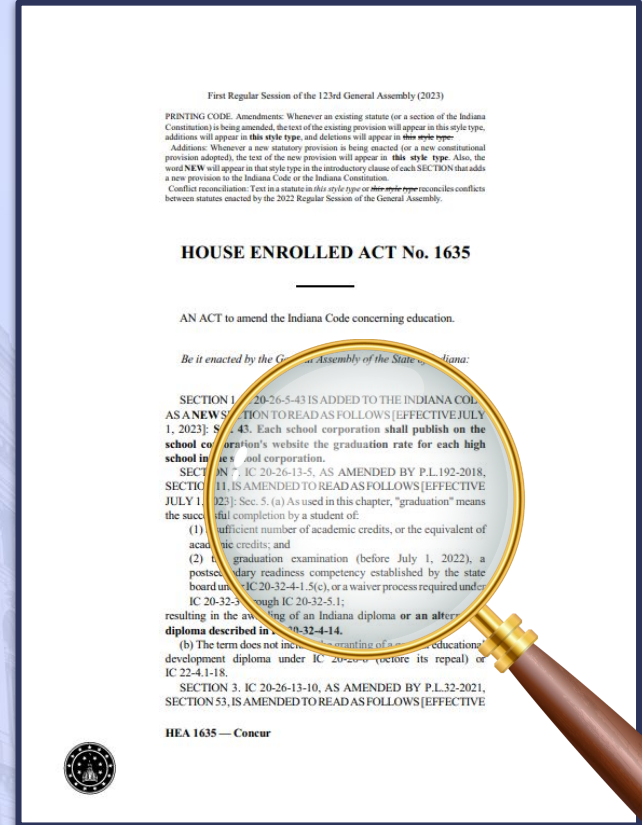 First Regular Session of the 123rd General Assembly (2023)
PRINTING CODE. Amendments: Whenever an existing statute (or a section of the Indiana
Constitution) is being amended, the text of the existing provision will appear in this style type,
additions will appear in this style type, and deletions will appear in this style type.
Additions: Whenever a new statutory provision is being enacted (or a new constitutional
provision adopted), the text of the new provision will appear in this style type. Also, the
word NEW will appear in that style type in the introductory clause of each SECTION that adds
a new provision to the Indiana Code or the Indiana Constitution.
Conflict reconciliation: Text in a statute in this style type or this style type reconciles conflicts
between statutes enacted by the 2022 Regular Session of the General Assembly.
HOUSE ENROLLED ACT No. 1635
AN ACT to amend the Indiana Code concerning education.
Be it enacted by the General Assembly of the State of Indiana:
SECTION 1. 20-26-5-43 IS ADDED TO THE INDIANA CODE
AS A NEW SECTION TO READ AS FOLLOWS [EFFECTIVE JULY
1, 2023]: Sec. 43. Each school corporation shall publish on the
school corporation's website the graduation rate for each high
school in the school corporation.
SECTION 2. IC 20-26-13-5, AS AMENDED BY P.L.192-2018,
SECTION 11, IS AMENDED TO READ AS FOLLOWS [EFFECTIVE
JULY 1, 2023]: Sec. 5. (a) As used in this chapter, "graduation" means
the successful completion by a student of:
(1) sufficient number of academic credits, or the equivalent of
academic credits; and
(2) the graduation examination (before July 1, 2022), a
postsecondary readiness competency established by the state
board under IC 20-32-4-1.5(c), or a waiver process required under
IC 20-32-3 through IC 20-32-5.1;
resulting in the awarding of an Indiana diploma or an alternate
diploma described in 20-32-4-14.
(b) The term does not include the granting of a general educational
development diploma under IC 20-20-6 (before its repeal) or
IC 22-4.1-18.
SECTION 3. IC 20-26-13-10, AS AMENDED BY P.L.32-2021,
SECTION 53, IS AMENDED TO READ AS FOLLOWS [EFFECTIVE
HEA 1635 — Concur